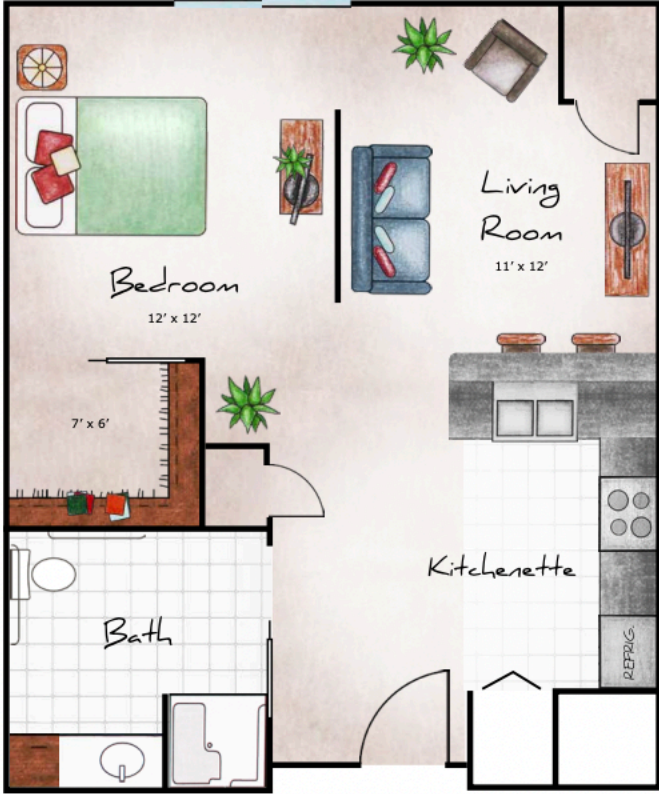 Living
Room
11' x 12'
Bedroom
12' x 12'
7' x 6'
Kitchenette
Bath
REFRIG.